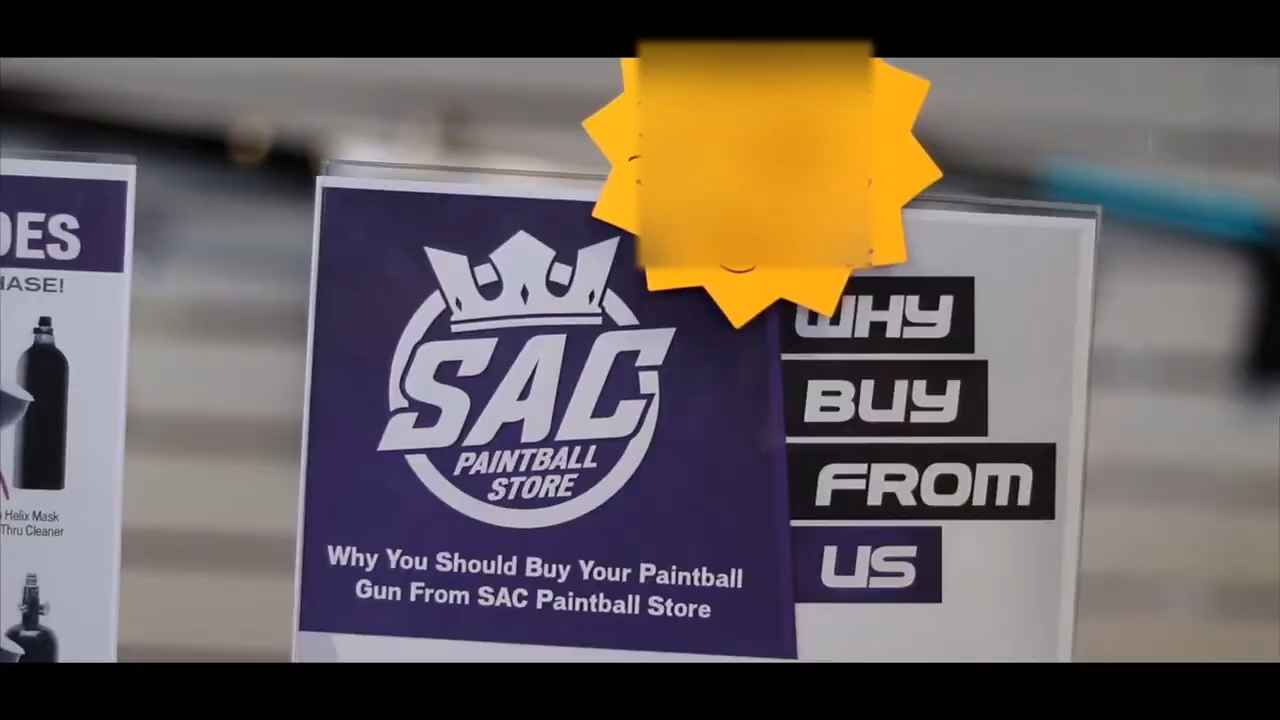 DES
HASE!
Helix Mask
Thru Cleaner
SAC
PAINTBALL
STORE
Why You Should Buy Your Paintball
Gun From SAC Paintball Store
WHY
BUY
FROM
US